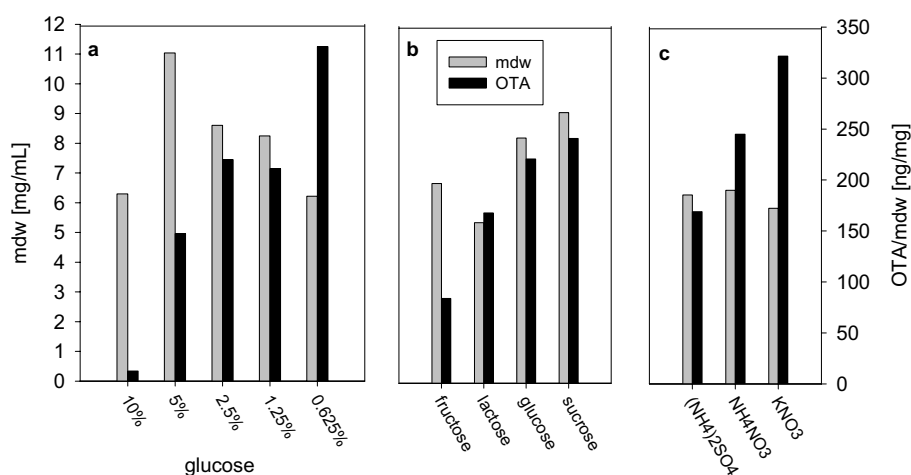 12
11
10
9
8
7
6
5
4
3
2
1
0
mdw [mg/mL]
a
10%
5%
2.5%
1.25%
0.625%
glucose
b
mdw
OTA
fructose
lactose
glucose
sucrose
c
(NH4)2SO4
NH4NO3
KNO3
350
300
250
200
150
100
50
0
OTA/mdw [ng/mg]